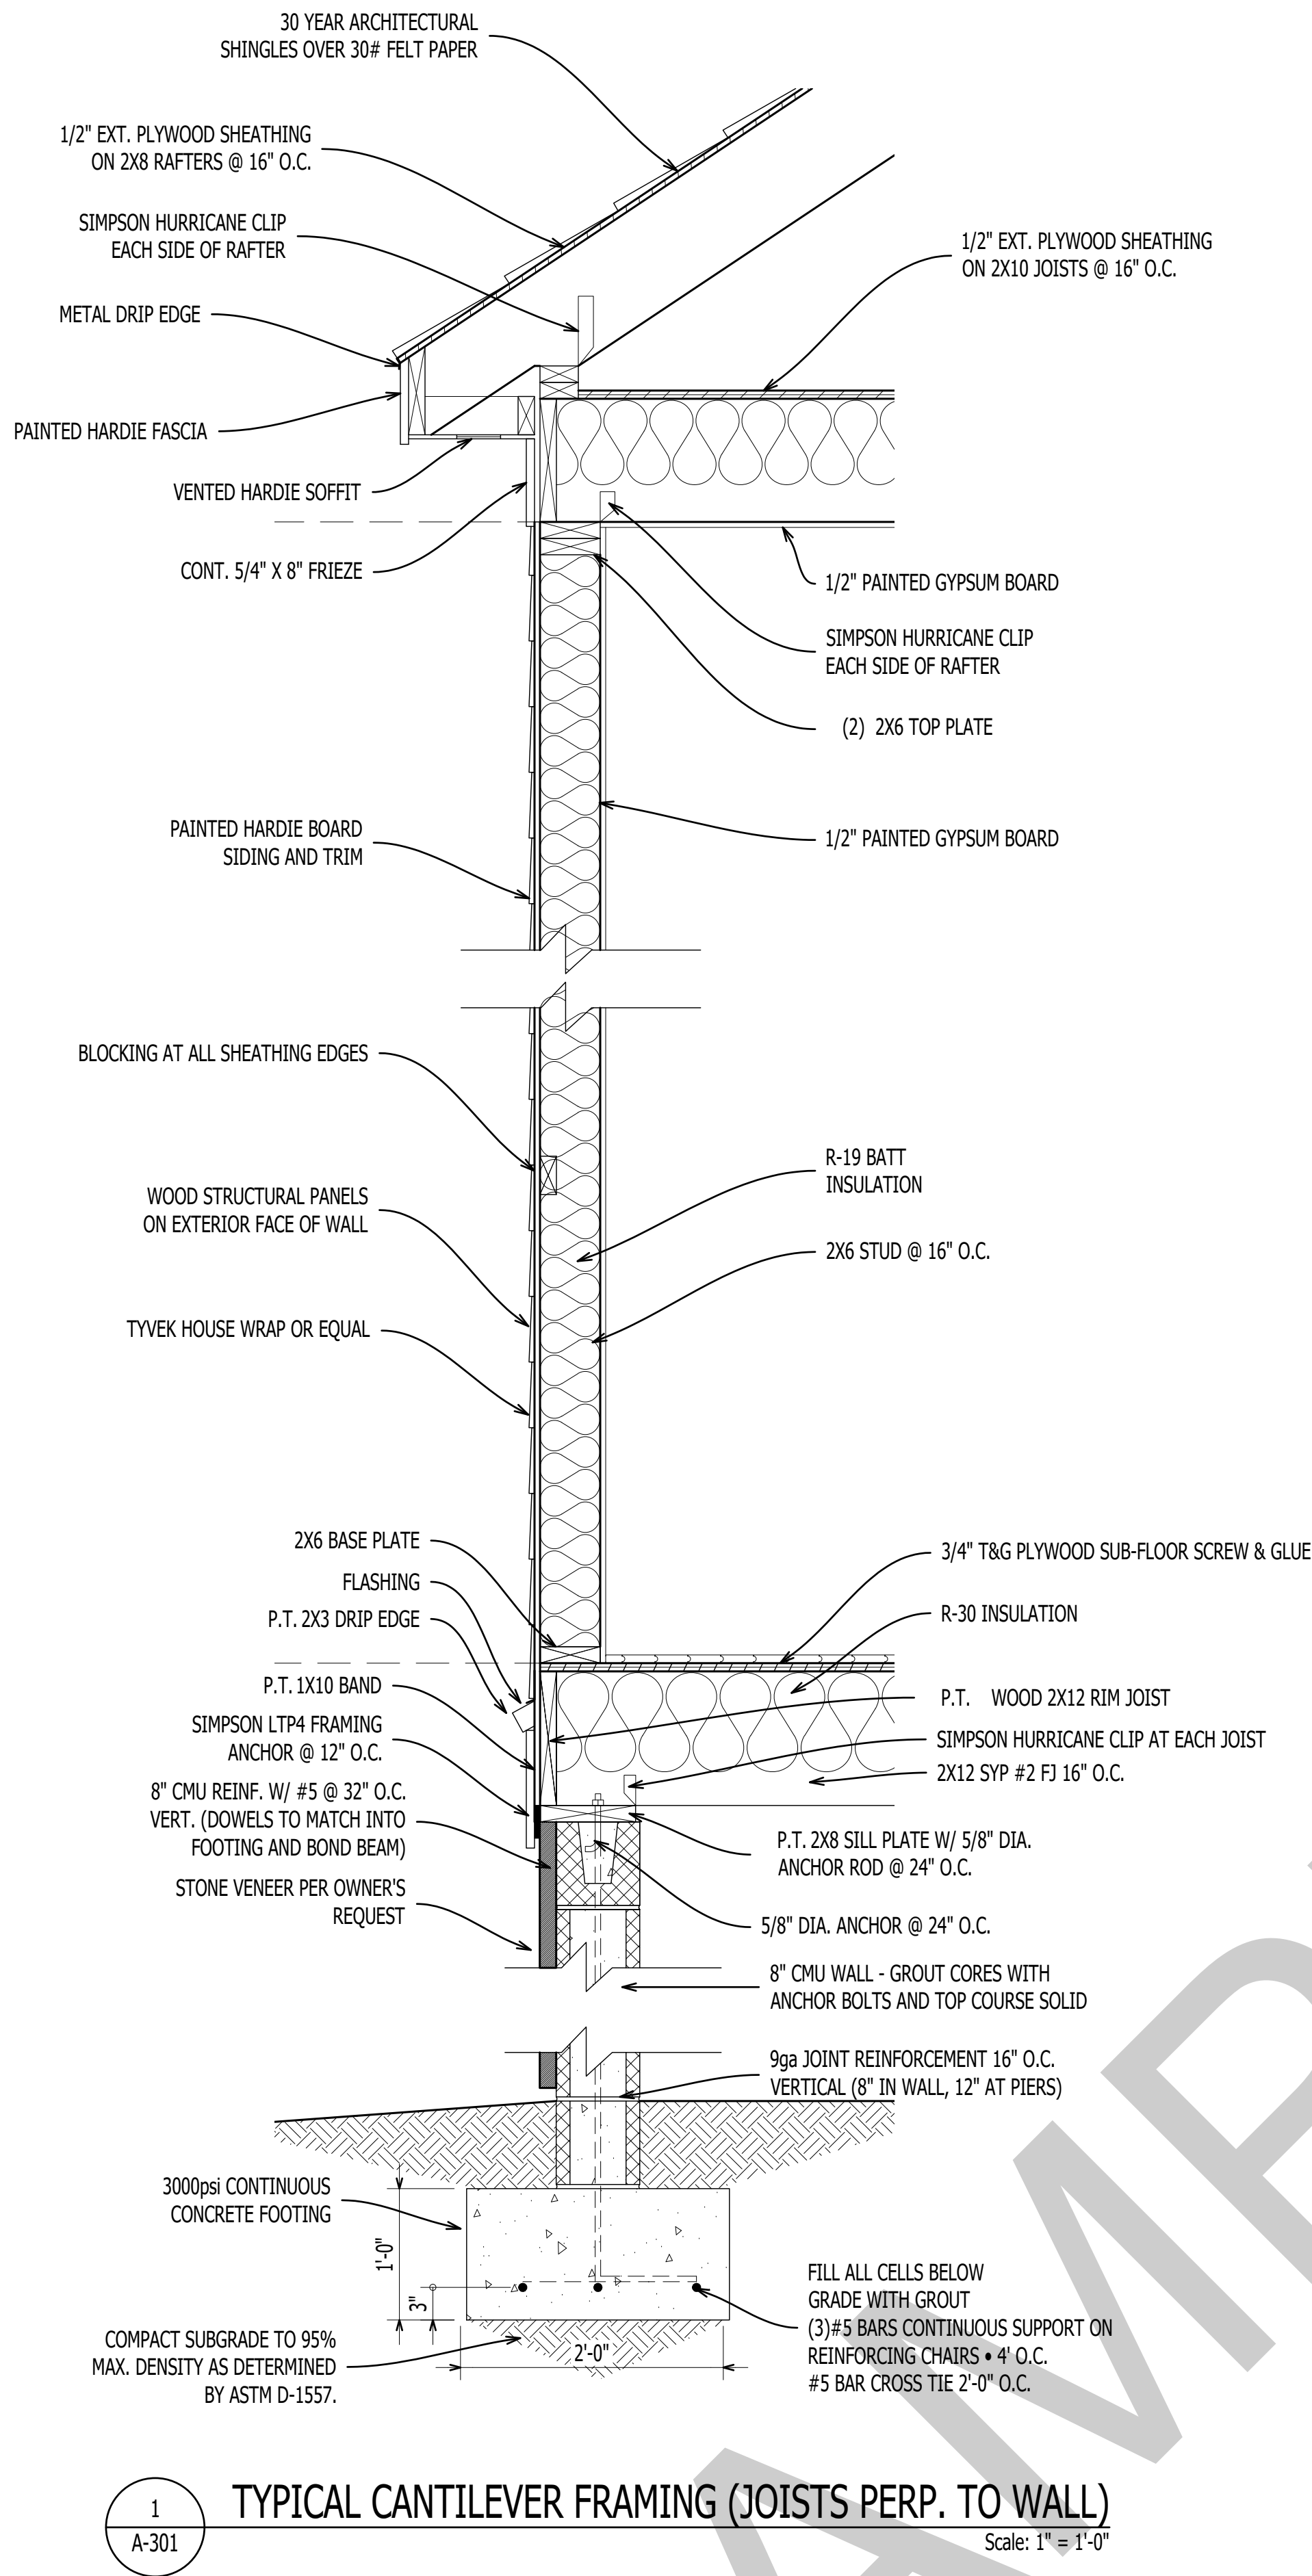 30 YEAR ARCHITECTURAL
SHINGLES OVER 30# FELT PAPER
1/2" EXT. PLYWOOD SHEATHING
ON 2X8 RAFTERS @ 16" O.C.
SIMPSON HURRICANE CLIP
EACH SIDE OF RAFTER
1/2" EXT. PLYWOOD SHEATHING
ON 2X10 JOISTS @ 16" O.C.
METAL DRIP EDGE
PAINTED HARDIE FASCIA
VENTED HARDIE SOFFIT
CONT. 5/4" X 8" FRIEZE
1/2" PAINTED GYPSUM BOARD
SIMPSON HURRICANE CLIP
EACH SIDE OF RAFTER
(2) 2X6 TOP PLATE
PAINTED HARDIE BOARD
SIDING AND TRIM
1/2" PAINTED GYPSUM BOARD
BLOCKING AT ALL SHEATHING EDGES
R-19 BATT
INSULATION
WOOD STRUCTURAL PANELS
ON EXTERIOR FACE OF WALL
2X6 STUD @ 16" O.C.
TYVEK HOUSE WRAP OR EQUAL
2X6 BASE PLATE
3/4" T&G PLYWOOD SUB-FLOOR SCREW & GLUE
FLASHING
P.T. 2X3 DRIP EDGE
R-30 INSULATION
P.T. 1X10 BAND
P.T. WOOD 2X12 RIM JOIST
SIMPSON LTP4 FRAMING
ANCHOR @ 12" O.C.
SIMPSON HURRICANE CLIP AT EACH JOIST
2X12 SYP #2 FJ 16" O.C.
8" CMU REINF. W/ #5 @ 32" O.C.
VERT. (DOWELS TO MATCH INTO
FOOTING AND BOND BEAM)
P.T. 2X8 SILL PLATE W/ 5/8" DIA.
ANCHOR ROD @ 24" O.C.
STONE VENEER PER OWNER'S
REQUEST
5/8" DIA. ANCHOR @ 24" O.C.
8" CMU WALL - GROUT CORES WITH
ANCHOR BOLTS AND TOP COURSE SOLID
9ga JOINT REINFORCEMENT 16" O.C.
VERTICAL (8" IN WALL, 12" AT PIERS)
3000psi CONTINUOUS
CONCRETE FOOTING
1'-0"
3"
2'-0"
FILL ALL CELLS BELOW
GRADE WITH GROUT
(3)#5 BARS CONTINUOUS SUPPORT ON
REINFORCING CHAIRS • 4' O.C.
#5 BAR CROSS TIE 2'-0" O.C.
COMPACT SUBGRADE TO 95%
MAX. DENSITY AS DETERMINED
BY ASTM D-1557.
1
A-301
TYPICAL CANTILEVER FRAMING (JOISTS PERP. TO WALL)
Scale: 1" = 1'-0"